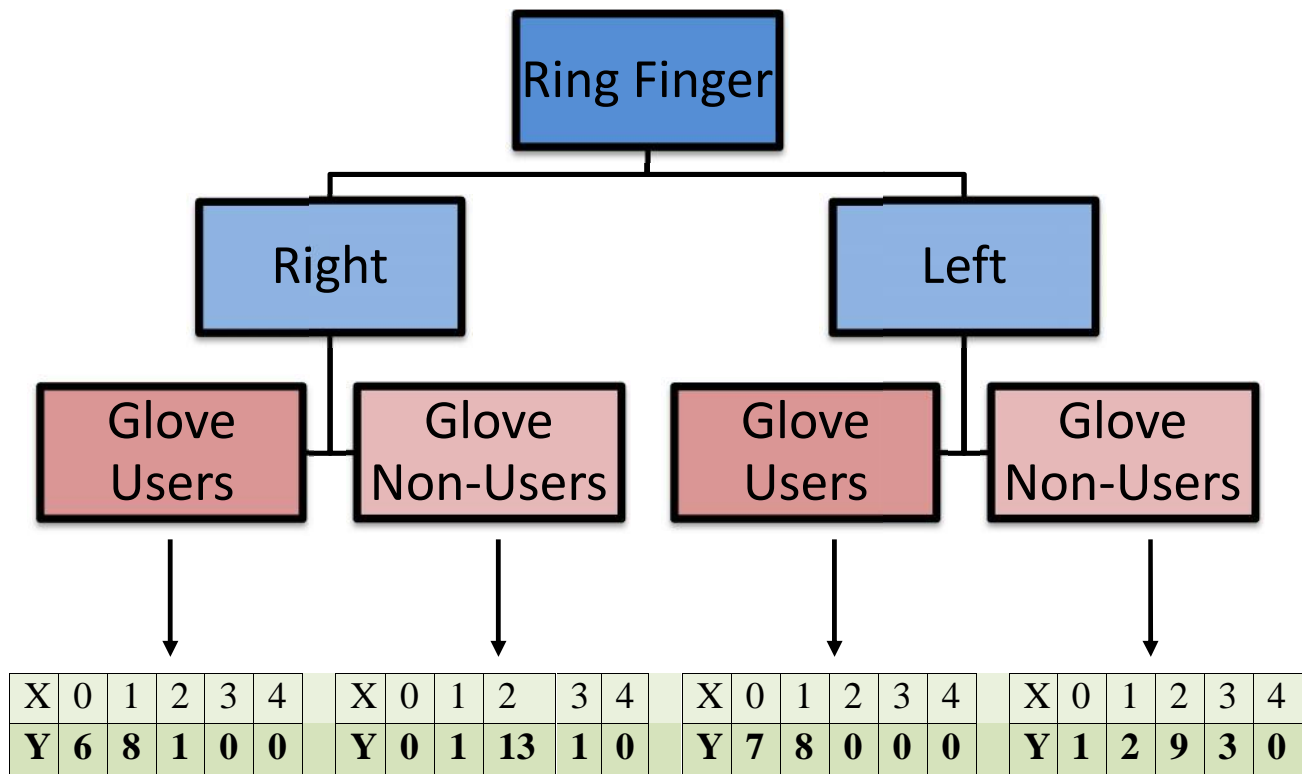 Ring Finger
Right
Left
Glove
Users
Glove
Non-Users
Glove
Users
Glove
Non-Users
X 0 1 2 3 4 X 0 1 2 3 4 X 0 1 2 3 4 X 0 1 2 3 4
Y 6 8 1 0 0 Y 0 1 13 1 0 Y 7 8 0 0 0 Y 1 2 9 3 0